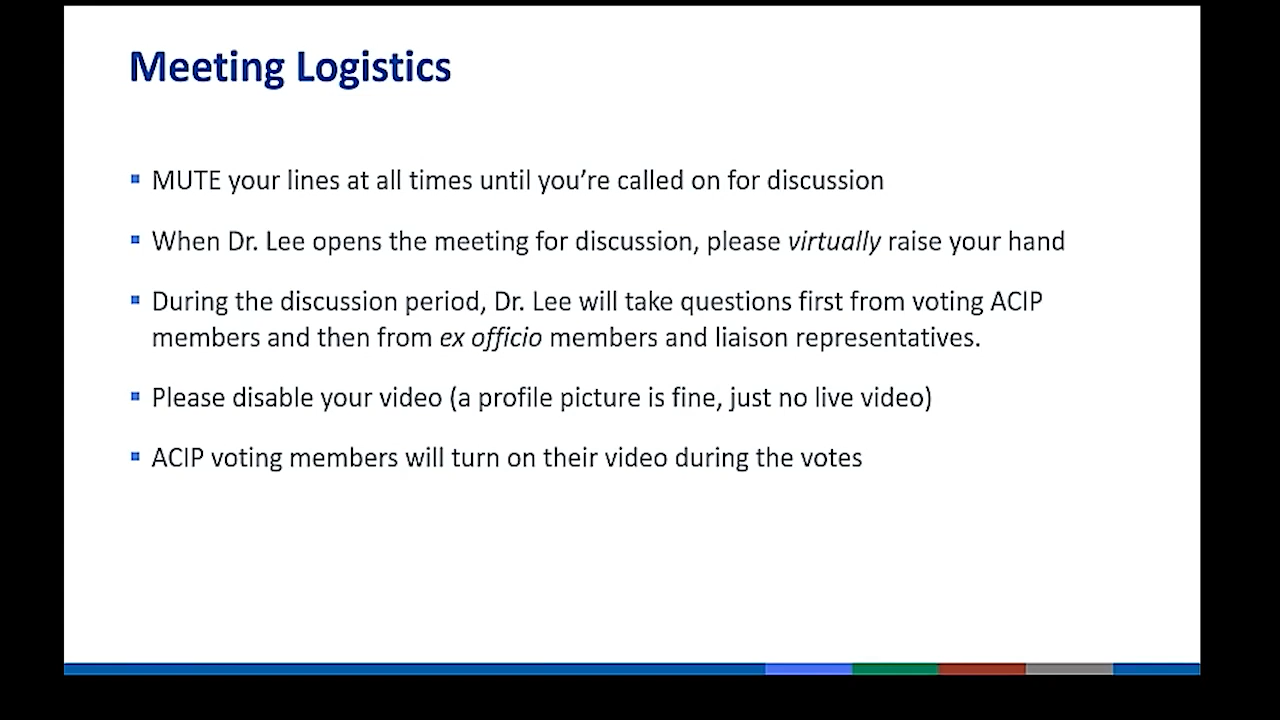 Meeting Logistics
▪ MUTE your lines at all times until you’re called on for discussion
▪ When Dr. Lee opens the meeting for discussion, please virtually raise your hand
▪ During the discussion period, Dr. Lee will take questions first from voting ACIP
members and then from ex officio members and liaison representatives.
▪ Please disable your video (a profile picture is fine, just no live video)
▪ ACIP voting members will turn on their video during the votes